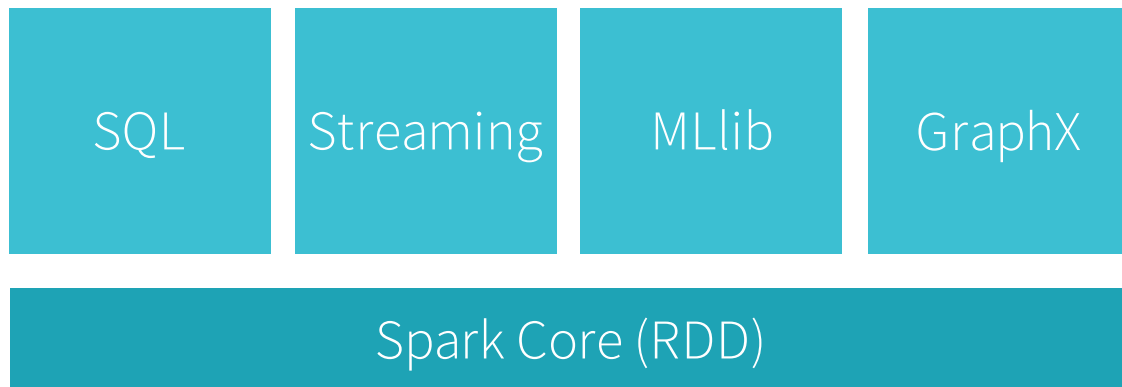 SQL
Streaming
MLlib
GraphX
Spark Core (RDD)